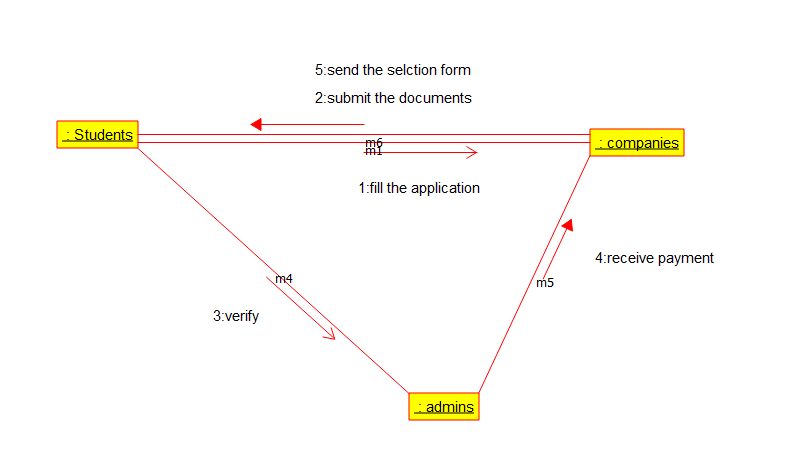 5:send the selction form
2:submit the documents
: Students
: companies
m6
m1
1:fill the application
4:receive payment
m4
m5
3:verify
: admins